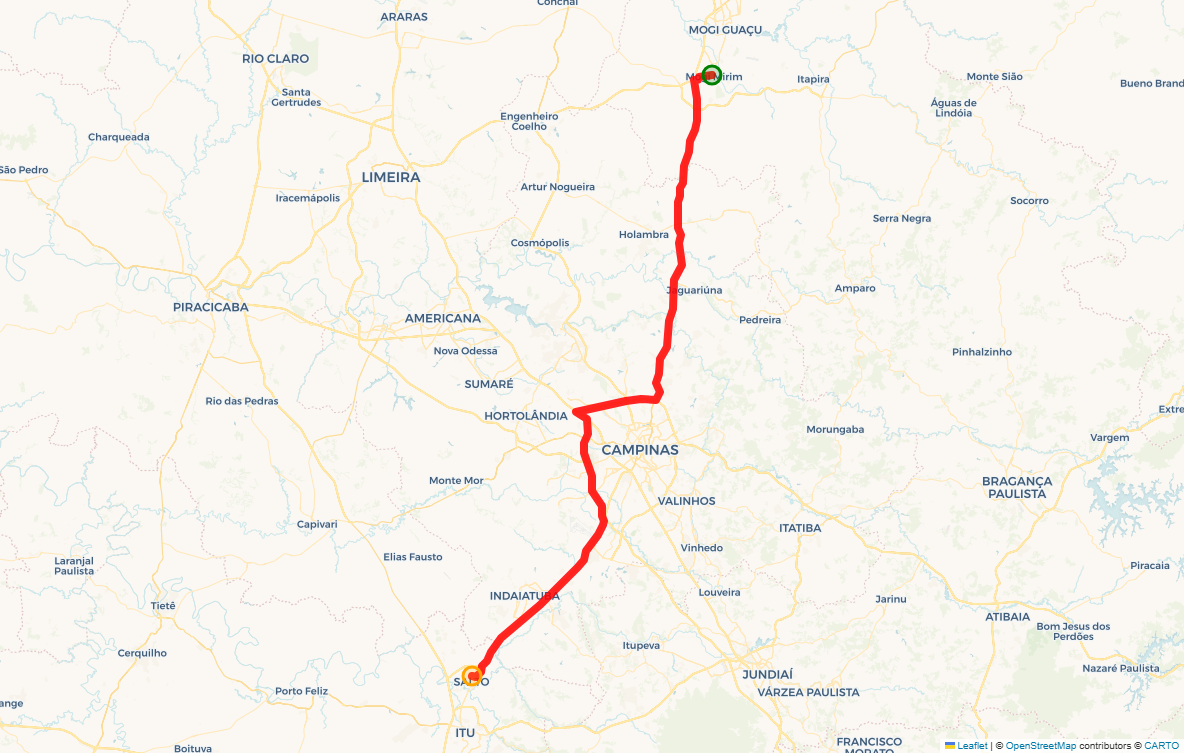 Conchal
ARARAS
MOGI GUAÇU
RIO CLARO
Mogi Mirim
Itapira
Monte Sião
Bueno Brand
Santa
Gertrudes
Águas de
Lindóia
Engenheiro
Coelho
Charqueada
São Pedro
LIMEIRA
Artur Nogueira
Iracemápolis
Socorro
Serra Negra
Holambra
Cosmópolis
Jaguariúna
Amparo
PIRACICABA
AMERICANA
Pedreira
Nova Odessa
Pinhalzinho
SUMARÉ
Rio das Pedras
HORTOLÂNDIA
Extre
Morungaba
Vargem
CAMPINAS
Monte Mor
BRAGANÇA
PAULISTA
VALINHOS
Capivari
ITATIBA
Vinhedo
Elias Fausto
Laranjal
Paulista
Piracaia
Louveira
INDAIATUBA
Jarinu
Tietê
ATIBAIA
Bom Jesus dos
Perdões
Itupeva
Cerquilho
Nazaré Paulista
JUNDIAÍ
SALTO
Porto Feliz
VÁRZEA PAULISTA
ange
ITU
FRANCISCO
MORATO
Boituva
Leaflet | © OpenStreetMap contributors © CARTO